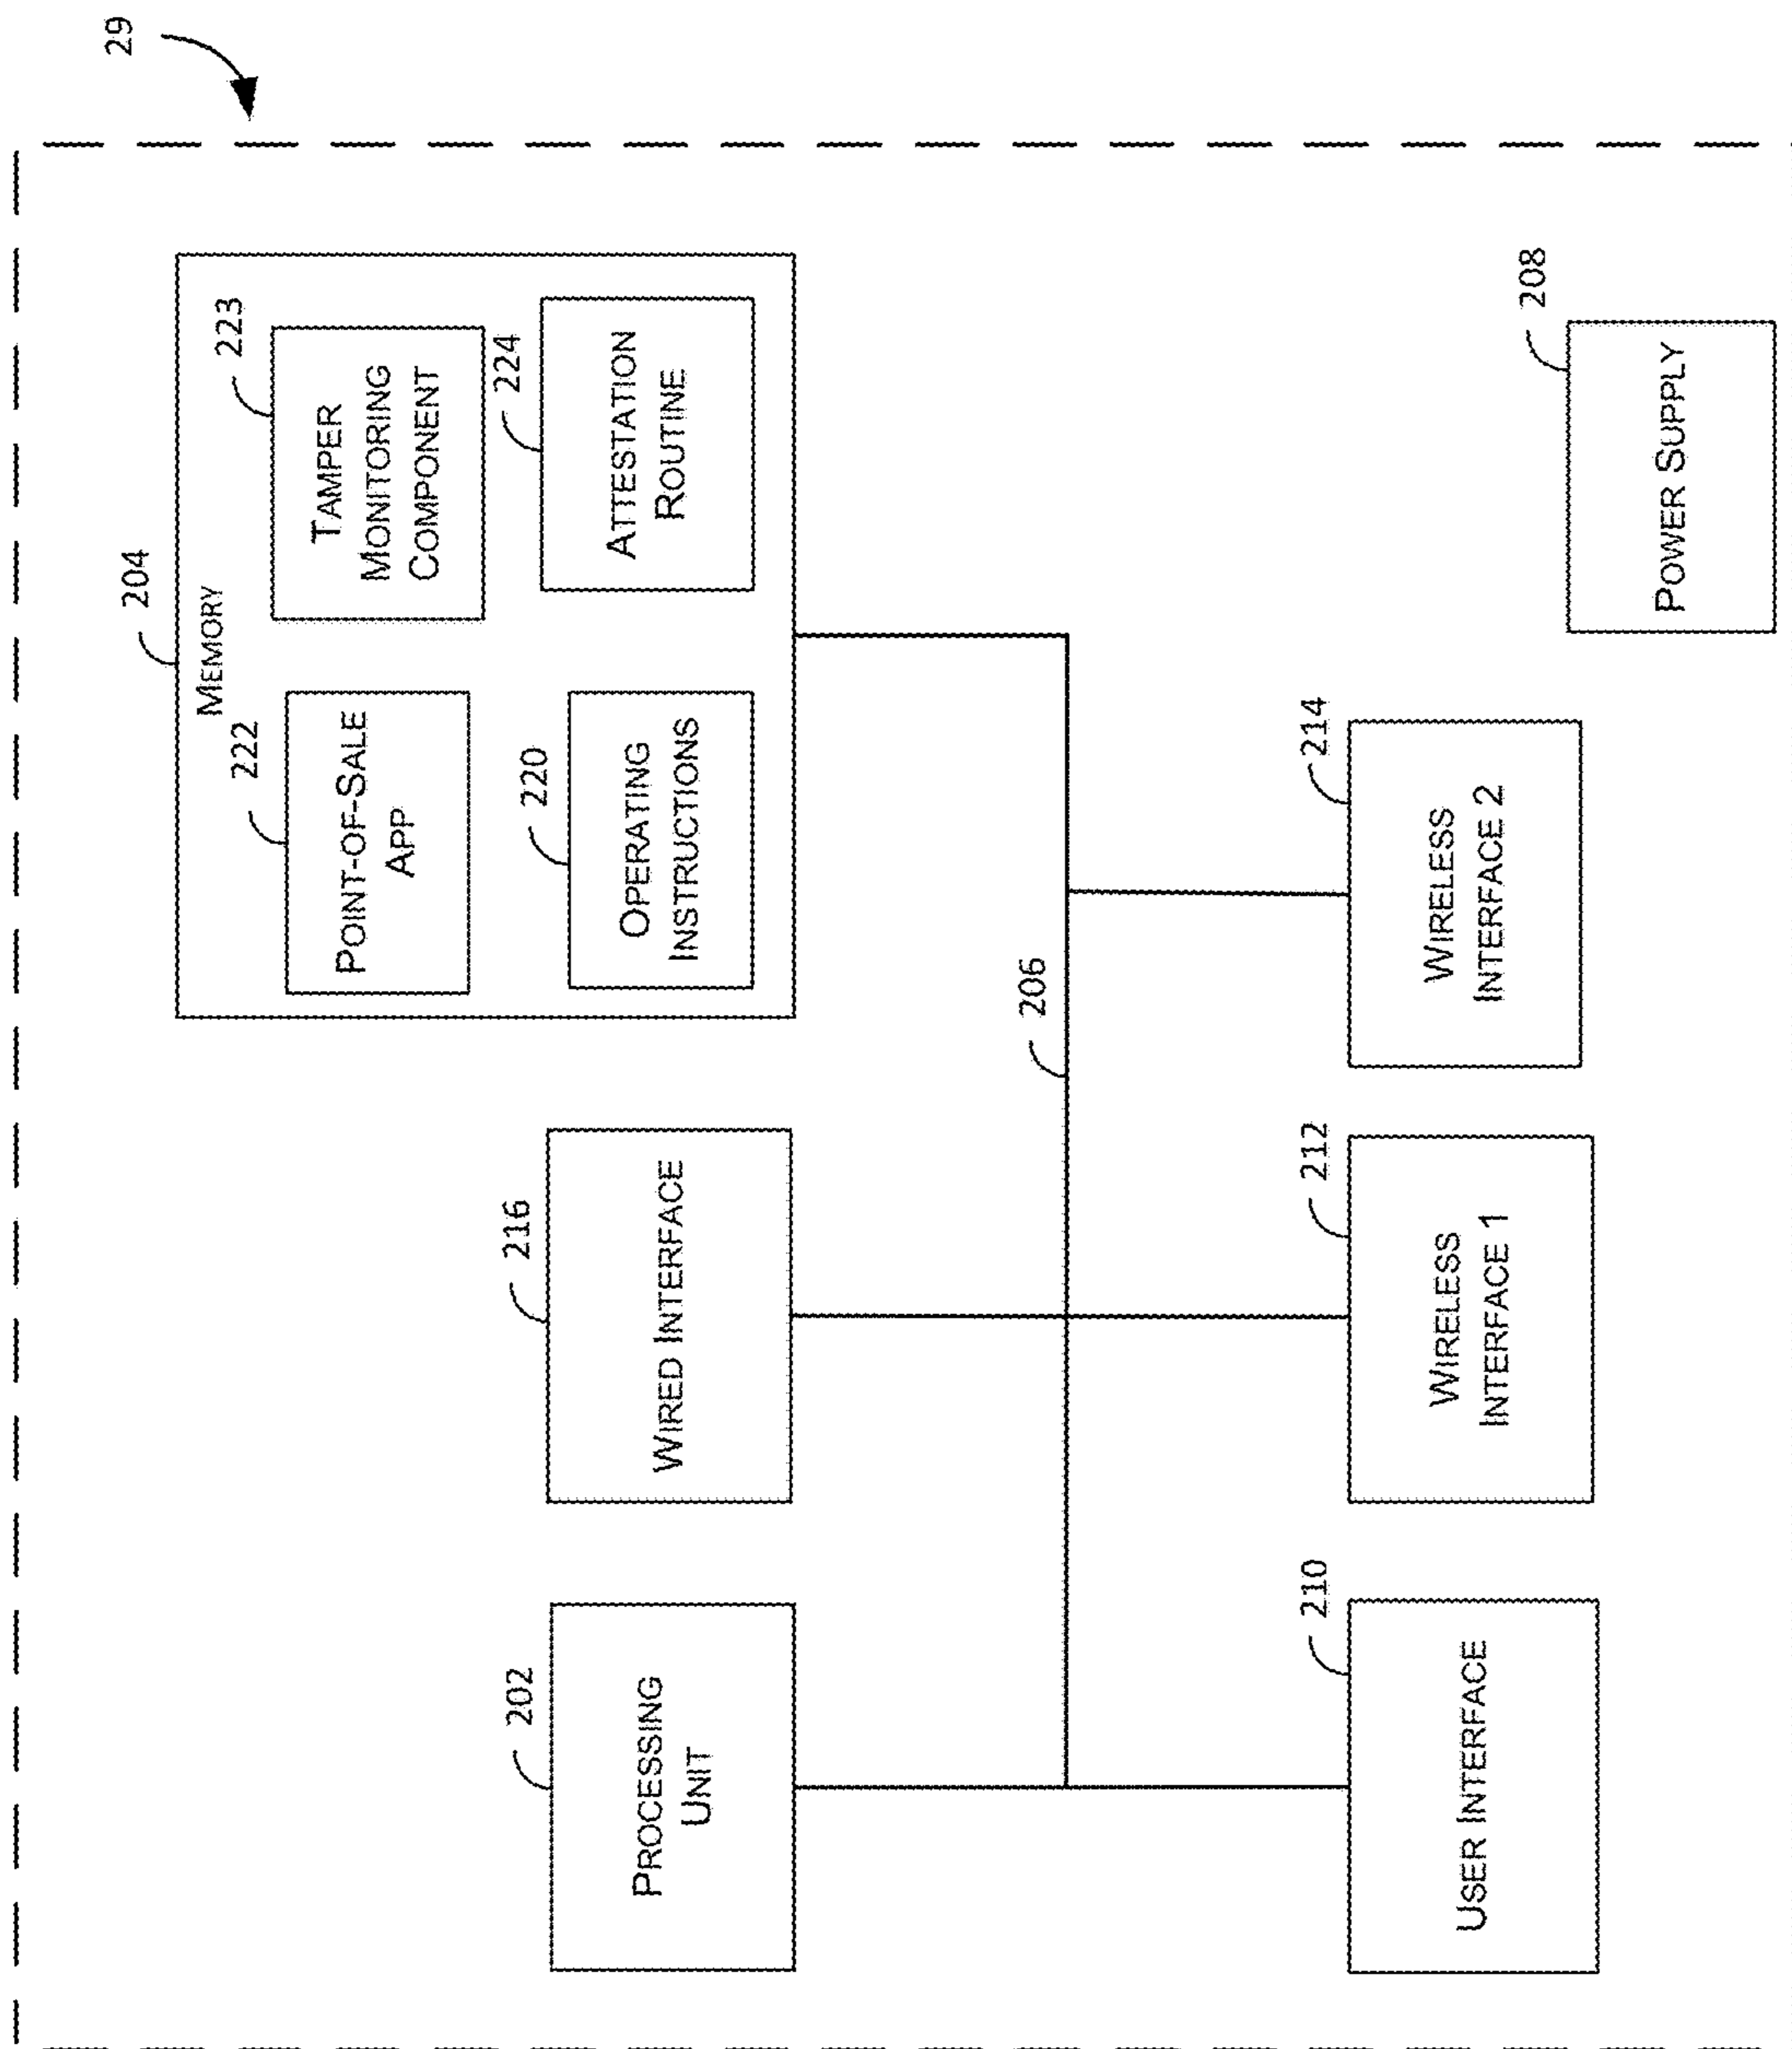 29
204
MEMORY
222
POINT-OF-SALE
APP
223
TAMPER
MONITORING
COMPONENT
220
OPERATING
INSTRUCTIONS
224
ATTESTATION
ROUTINE
202
PROCESSING
UNIT
216
WIRED INTERFACE
206
210
USER INTERFACE
212
WIRELESS
INTERFACE 1
214
WIRELESS
INTERFACE 2
208
POWER SUPPLY